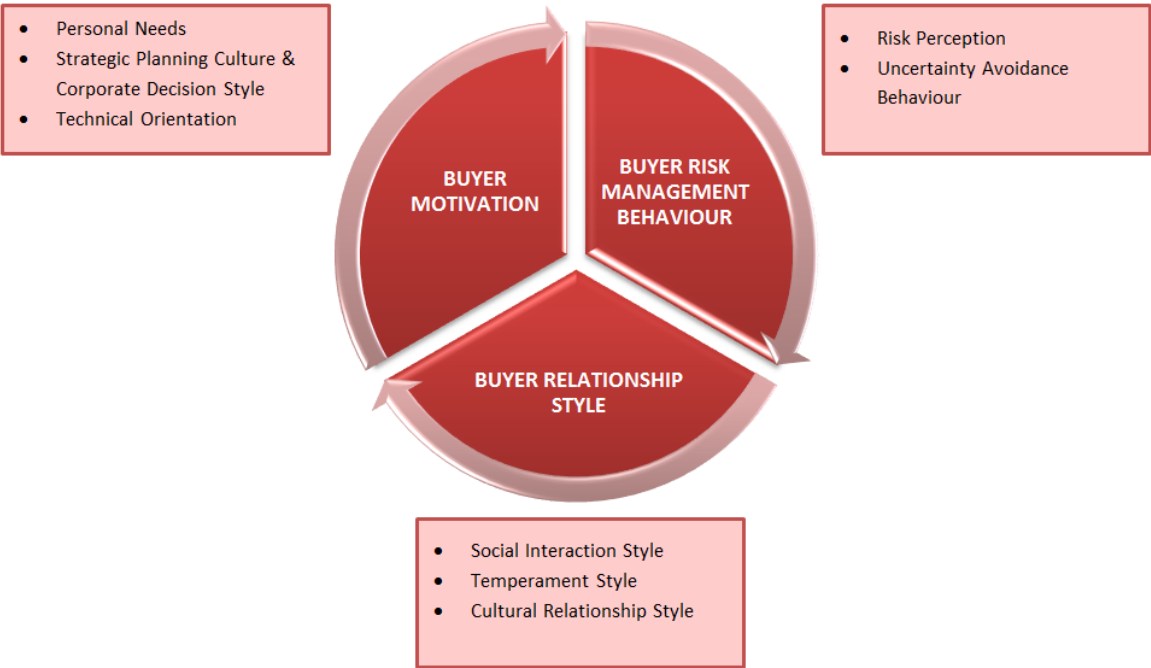 • Personal Needs
• Strategic Planning Culture &
Corporate Decision Style
• Technical Orientation
• Risk Perception
• Uncertainty Avoidance
Behaviour
BUYER
MOTIVATION
BUYER RISK
MANAGEMENT
BEHAVIOUR
BUYER RELATIONSHIP
STYLE
• Social Interaction Style
• Temperament Style
• Cultural Relationship Style